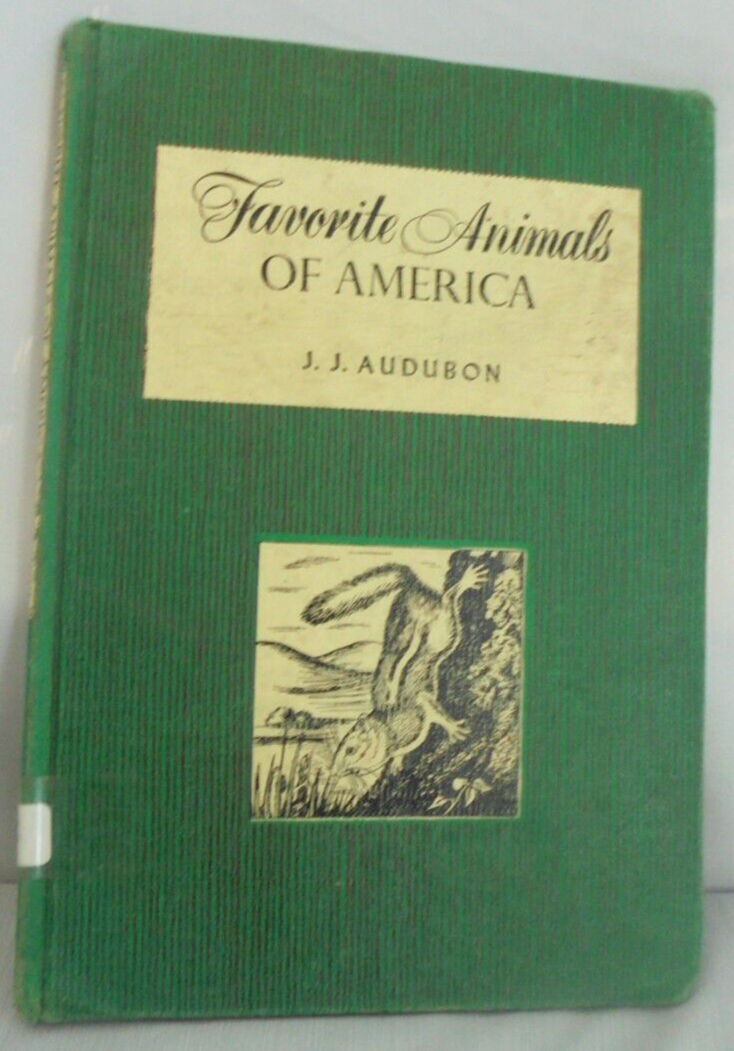 Favorite Animals
OF AMERICA
J. J. AUDUBON